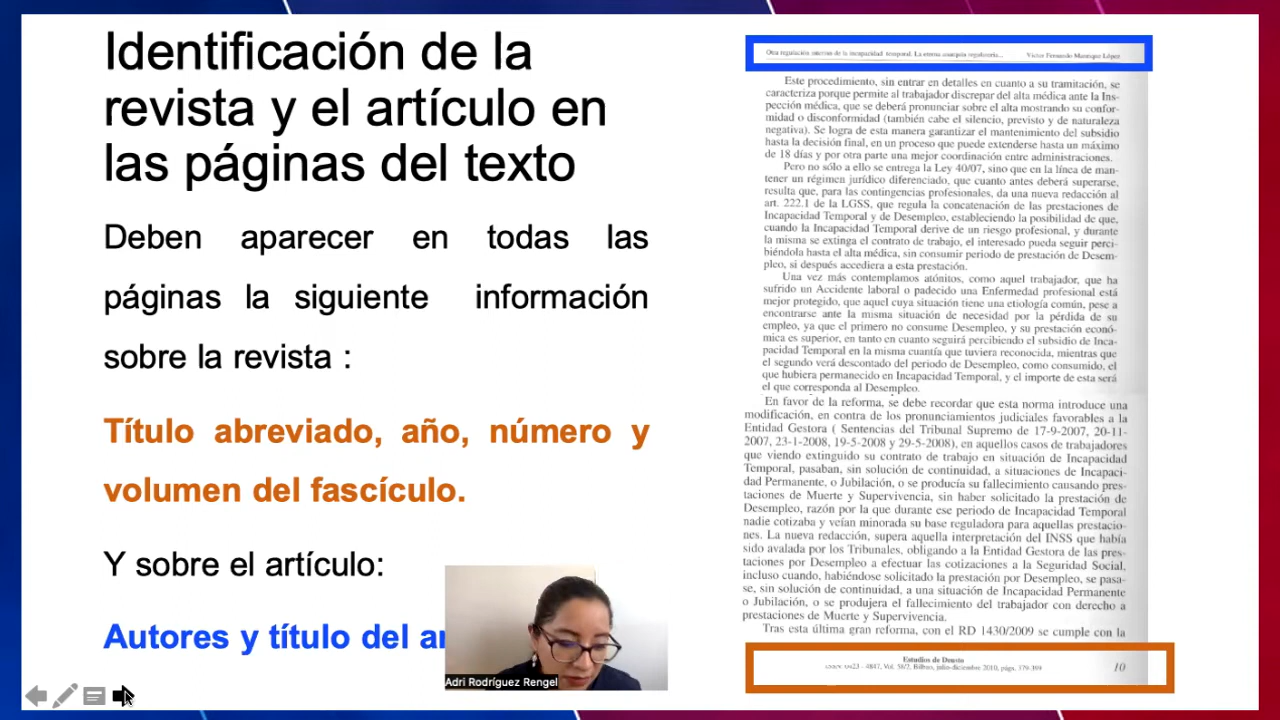 Identificación de la
revista y el artículo en
las páginas del texto
Deben aparecer en todas las
páginas la siguiente información
sobre la revista :
Título abreviado, año, número y
volumen del fascículo.
Y sobre el artículo:
Autores y título del ar
Adri Rodríguez Rengel
Otra regulación interna de la incapacidad temporal. La eterna anarquía regulatoria... Víctor Fernando Manrique López
Este procedimiento, sin entrar en detalles en cuanto a su tramitación, se
caracteriza porque permite al trabajador discrepar del alta médica ante la Ins-
pección médica, que se deberá pronunciar sobre el alta mostrando su confor-
midad o disconformidad (también cabe el silencio, previsto y de naturaleza
negativa). Se logra de esta manera garantizar el mantenimiento del subsidio
hasta la decisión final, en un proceso que puede extenderse hasta un máximo
de 18 días y por otra parte una mejor coordinación entre administraciones.
Pero no sólo a ello se entrega la Ley 40/07, sino que en la línea de man-
tener un régimen jurídico diferenciado, que cuanto antes deberá superarse,
resulta que, para las contingencias profesionales, da una nueva redacción al
art. 222.1 de la LGSS, que regula la concatenación de las prestaciones de
Incapacidad Temporal y de Desempleo, estableciendo la posibilidad de que,
cuando la Incapacidad Temporal derive de un riesgo profesional, y durante
la misma se extinga el contrato de trabajo, el interesado pueda seguir perci-
biéndola hasta el alta médica, sin consumir periodo de prestación de Desem-
pleo, si después accediera a esta prestación.
Una vez más contemplamos atónitos, como aquel trabajador, que ha
sufrido un Accidente laboral o padecido una Enfermedad profesional está
mejor protegido, que aquel cuya situación tiene una etiología común, pese a
encontrarse ante la misma situación de necesidad por la pérdida de su
empleo, ya que el primero no consume Desempleo, y su prestación econó-
mica es superior, en tanto en cuanto seguirá percibiendo el subsidio de Inca-
pacidad Temporal en la misma cuantía que tuviera reconocida, mientras que
el segundo verá descontado del periodo de Desempleo, como consumido, el
que hubiera permanecido en Incapacidad Temporal, y el importe de esta será
el que corresponda al Desempleo.
En favor de la reforma, se debe recordar que esta norma introduce una
modificación, en contra de los pronunciamientos judiciales favorables a la
Entidad Gestora ( Sentencias del Tribunal Supremo de 17-9-2007, 20-11-
2007, 23-1-2008, 19-5-2008 y 29-5-2008), en aquellos casos de trabajadores
que viendo extinguido su contrato de trabajo en situación de Incapacidad
Temporal, pasaban, sin solución de continuidad, a situaciones de Incapaci-
dad Permanente, o Jubilación, o se producía su fallecimiento causando pres-
taciones de Muerte y Supervivencia, sin haber solicitado la prestación de
Desempleo, razón por la que durante ese periodo de Incapacidad Temporal
nadie cotizaba y veían minorada su base reguladora para aquellas prestacio-
nes. La nueva redacción, supera aquella interpretación del INSS que había
sido avalada por los Tribunales, obligando a la Entidad Gestora de las pres-
taciones por Desempleo a efectuar las cotizaciones a la Seguridad Social,
incluso cuando, habiéndose solicitado la prestación por Desempleo, se pasa-
se, sin solución de continuidad, a una situación de Incapacidad Permanente
o Jubilación, o se produjera el fallecimiento del trabajador con derecho a
prestaciones de Muerte y Supervivencia.
Tras esta última gran reforma, con el RD 1430/2009 se cumple con la
Estudios de Deusto
ISSN: 0423 - 4847, Vol. 58/2, Bilbao, julio-diciembre 2010, págs. 379-399
10